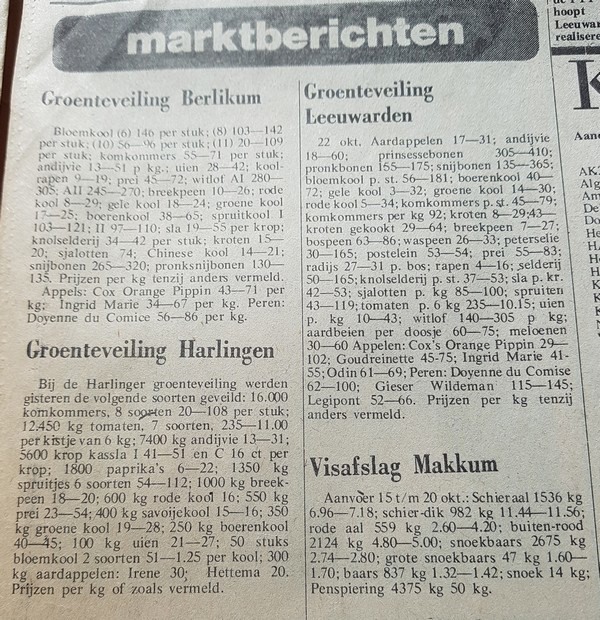 marktberichten
Groenteveiling Berlikum
Bloemkool (6) 146 per stuk; (8) 103—142
per stuk; (10) 56—96 per stuk; (11) 20—109
per stuk; komkommers 55—71 per stuk;
andijvie 13—51 p kg.; uien 28—42; kool-
rapen 9—19; prei 45—72; witlof AI 280—
305; AII 245—270; breekpeen 10—26; rode
kool 8—29; gele kool 18—24; groene kool
17—25; boerenkool 38—65; spruitkool I
103—121; II 97—110; sla 19—55 per krop;
knolselderij 34—42 per stuk; kroten 15—
20; sjalotten 74; Chinese kool 14—21;
snijbonen 265—320; pronksnijbonen 130—
135. Prijzen per kg tenzij anders vermeld.
Appels: Cox Orange Pippin 43—71 per
kg; Ingrid Marie 34—67 per kg. Peren:
Doyenne du Comice 56—86 per kg.
Groenteveiling Harlingen
Bij de Harlinger groenteveiling werden
gisteren de volgende soorten geveild: 16.000
komkommers, 8 soorten 20—108 per stuk;
12.450 kg tomaten, 7 soorten, 235—11.00
per kistje van 6 kg; 7400 kg andijvie 13—31;
5600 krop kassla I 41—51 en C 16 ct per
krop; 1800 paprika's 6—22; 1350 kg
spruitjes 6 soorten 54—112; 1000 kg breek-
peen 18—20; 600 kg rode kool 16; 550 kg
prei 23—54; 400 kg savojiekool 15—16; 350
kg groene kool 19—28; 250 kg boerenkool
40—45; 100 kg uien 21—27; 50 stuks
bloemkool 2 soorten 51—1.25 per kool; 300
kg aardappelen: Irene 30; Hettema 20.
Prijzen per kg of zoals vermeld.
Groenteveiling
Leeuwarden
22 okt. Aardappelen 17—31; andijvie
18—60; prinsessebonen 305—410;
pronkbonen 155—175; snijbonen 135—365;
bloemkool p. st. 56—181; boerenkool 40—
72; gele kool 3—32; groene kool 14—30;
rode kool 5—34; komkommers p. st. 45—79;
komkommers per kg 92; kroten 8—29;43—
kroten gekookt 29—64; breekpeen 7—27;
bospeen 63—86; waspeen 26—33; peterselie
30—165; postelein 53—54; prei 55—83;
radijs 27—31 p. bos; rapen 4—16; selderij
50—165; knolselderij p. st. 37—53; sla p. kr.
42—53; sjalotten p. kg 85—100; spruiten
43—119; tomaten p. 6 kg 235—10.15; uien
p. kg 10—43; witlof 140—305 p kg;
aardbeien per doosje 60—75; meloenen
30—60 Appelen: Cox's Orange Pippin 29—
102; Goudreinette 45-75; Ingrid Marie 41-
55; Odin 61—69; Peren: Doyenne du Comise
62—100; Gieser Wildeman 115—145;
Legipont 52—66. Prijzen per kg tenzij
anders vermeld.
Visafslag Makkum
Aanvoer 15 t/m 20 okt.: Schieraal 1536 kg
6.96—7.18; schier-dik 982 kg 11.44—11.56;
rode aal 559 kg 2.60—4.20; buiten-rood
2124 kg 4.80—5.00; snoekbaars 2675 kg
2.74—2.80; grote snoekbaars 47 kg 1.60—
1.70; baars 837 kg 1.32—1.42; snoek 14 kg;
Penspiering 4375 kg 50 kg.
hoopt
Leeuwar
realisere
K
Aan
AK
Alg
Am
De
De